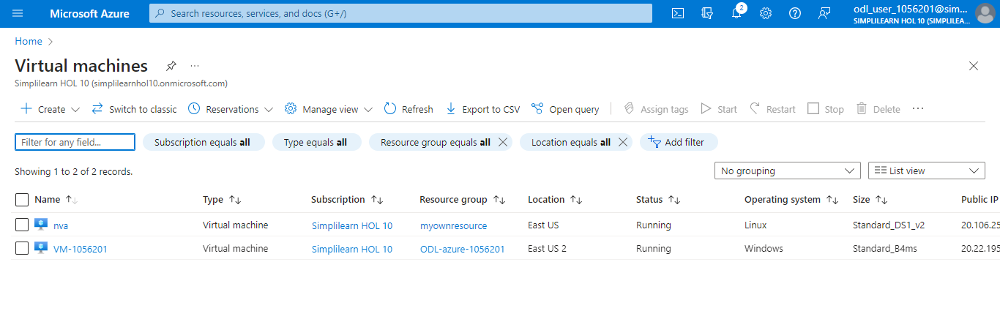 Microsoft Azure
Search resources, services, and docs (G+/)
2
odl_user_1056201@sim...
SIMPLILEARN HOL 10 (SIMPLILEA...
Home
Virtual machines
Simplilearn HOL 10 (simplilearnhol10.onmicrosoft.com)
Create Switch to classic Reservations Manage view Refresh Export to CSV Open query Assign tags Start Restart Stop Delete
Filter for any field... Subscription equals all Type equals all Resource group equals all Location equals all Add filter
Showing 1 to 2 of 2 records. No grouping List view
Name Type Subscription Resource group Location Status Operating system Size Public IP
nva Virtual machine Simplilearn HOL 10 myownresource East US Running Linux Standard_DS1_v2 20.106.25
VM-1056201 Virtual machine Simplilearn HOL 10 ODL-azure-1056201 East US 2 Running Windows Standard_B4ms 20.22.195